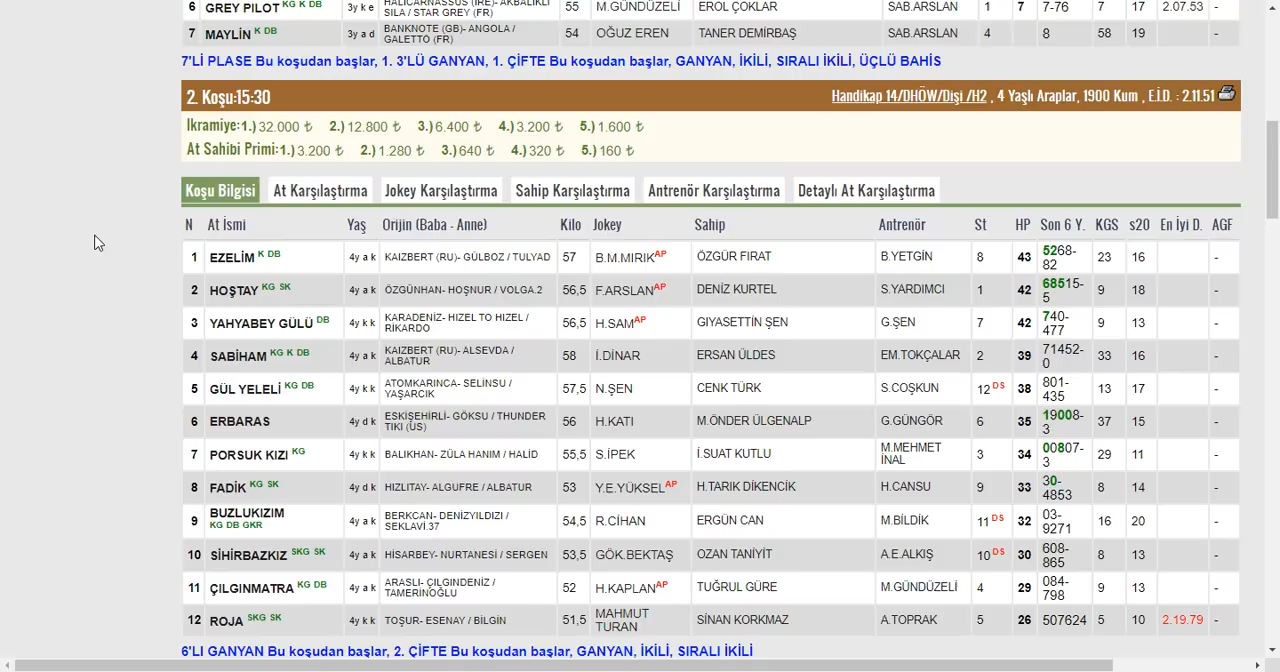 6 GREY PILOT KG K DB 3y k e HALICARNASSUS (IRE)- AKBALIKLI SILA / STAR GREY (FR) 55 M.GÜNDÜZELİ EROL ÇOKLAR SAB.ARSLAN 1 7 7-76 7 17 2.07.53 -
7 MAYLİN K DB 3y a d BANKNOTE (GB)- ANGOLA / GALETTO (FR) 54 OĞUZ EREN TANER DEMİRBAŞ SAB.ARSLAN 4 8 58 19 -
7'Lİ PLASE Bu koşudan başlar, 1. 3'LÜ GANYAN, 1. ÇİFTE Bu koşudan başlar, GANYAN, İKİLİ, SIRALI İKİLİ, ÜÇLÜ BAHİS
2. Koşu:15:30 Handikap 14/DHÖW/Dişi /H2 , 4 Yaşlı Araplar, 1900 Kum , E.İ.D. : 2.11.51
İkramiye:1.) 32.000 ₺ 2.) 12.800 ₺ 3.) 6.400 ₺ 4.) 3.200 ₺ 5.) 1.600 ₺
At Sahibi Primi:1.) 3.200 ₺ 2.) 1.280 ₺ 3.) 640 ₺ 4.) 320 ₺ 5.) 160 ₺
Koşu Bilgisi At Karşılaştırma Jokey Karşılaştırma Sahip Karşılaştırma Antrenör Karşılaştırma Detaylı At Karşılaştırma
N At İsmi Yaş Orijin (Baba - Anne) Kilo Jokey Sahip Antrenör St HP Son 6 Y. KGS s20 En İyi D. AGF
1 EZELİM K DB 4y a k KAIZBERT (RU)- GÜLBOZ / TULYAD 57 B.M.MIRIK AP ÖZGÜR FIRAT B.YETGİN 8 43 5268-82 23 16 -
2 HOŞTAY KG SK 4y a k ÖZGÜNHAN- HOŞNUR / VOLGA.2 56,5 F.ARSLAN AP DENİZ KURTEL S.YARDIMCI 1 42 68515-5 9 18 -
3 YAHYABEY GÜLÜ DB 4y k k KARADENİZ- HIZEL TO HIZEL / RİKARDO 56,5 H.SAM AP GIYASETTİN ŞEN G.ŞEN 7 42 740-477 9 13 -
4 SABİHAM KG K DB 4y a k KAIZBERT (RU)- ALSEVDA / ALBATUR 58 İ.DİNAR ERSAN ÜLDES EM.TOKÇALAR 2 39 71452-0 33 16 -
5 GÜL YELELİ KG DB 4y k k ATOMKARINCA- SELİNSU / YAŞARCIK 57,5 N.ŞEN CENK TÜRK S.COŞKUN 12 DS 38 801-435 13 17 -
6 ERBARAS 4y d k ESKİŞEHİRLİ- GÖKSU / THUNDER TIKI (US) 56 H.KATI M.ÖNDER ÜLGENALP G.GÜNGÖR 6 35 19008-3 37 15 -
7 PORSUK KIZI KG 4y k k BALIKHAN- ZÜLA HANIM / HALİD 55,5 S.İPEK İ.SUAT KUTLU M.MEHMET İNAL 3 34 00807-3 29 11 -
8 FADİK KG SK 4y d k HIZLITAY- ALGUFRE / ALBATUR 53 Y.E.YÜKSEL AP H.TARIK DİKENCİK H.CANSU 9 33 30-4853 8 14 -
9 BUZLUKIZIM KG DB GKR 4y a k BERKCAN- DENİZYILDIZI / SEKLAVİ.37 54,5 R.CİHAN ERGÜN CAN M.BİLDİK 11 DS 32 03-9271 16 20 -
10 SİHİRBAZKIZ SKG SK 4y a k HİSARBEY- NURTANESİ / SERGEN 53,5 GÖK.BEKTAŞ OZAN TANİYİT A.E.ALKIŞ 10 DS 30 608-865 8 13 -
11 ÇILGINMATRA KG DB 4y a k ARASLI- ÇILGINDENİZ / TAMERİNOĞLU 52 H.KAPLAN AP TUĞRUL GÜRE M.GÜNDÜZELİ 4 29 084-798 9 13 -
12 ROJA SKG SK 4y k k TOŞUR- ESENAY / BİLGİN 51,5 MAHMUT TURAN SİNAN KORKMAZ A.TOPRAK 5 26 507624 5 10 2.19.79 -
6'LI GANYAN Bu koşudan başlar, 2. ÇİFTE Bu koşudan başlar, GANYAN, İKİLİ, SIRALI İKİLİ